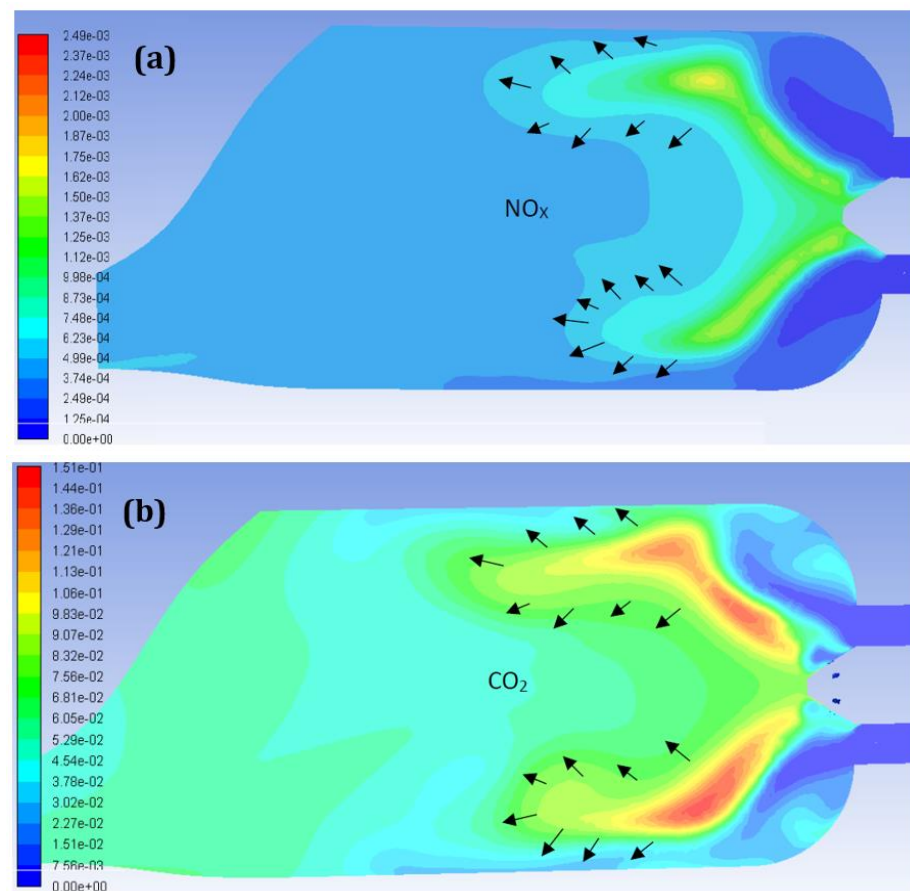 (a)
2.49e-03
2.37e-03
2.24e-03
2.12e-03
2.00e-03
1.87e-03
1.75e-03
1.62e-03
1.50e-03
1.37e-03
1.25e-03
1.12e-03
9.98e-04
8.73e-04
7.48e-04
6.23e-04
4.99e-04
3.74e-04
2.49e-04
1.25e-04
0.00e+00
NOx
(b)
1.51e-01
1.44e-01
1.36e-01
1.29e-01
1.21e-01
1.13e-01
1.06e-01
9.83e-02
9.07e-02
8.32e-02
7.56e-02
6.81e-02
6.05e-02
5.29e-02
4.54e-02
3.78e-02
3.02e-02
2.27e-02
1.51e-02
7.56e-03
0.00e+00
CO₂